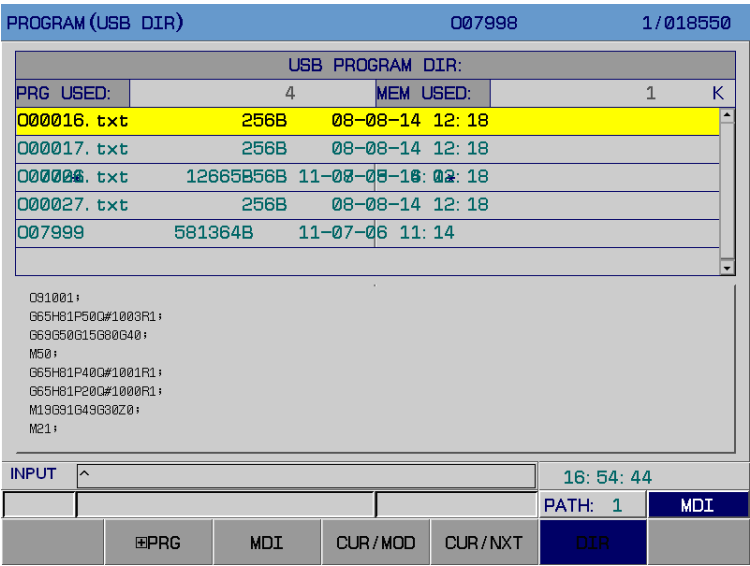 PROGRAM(USB DIR) O07998 1/018550
USB PROGRAM DIR:
PRG USED: 4 MEM USED: 1 K
O00016.txt 256B 08-08-14 12:18
O00017.txt 256B 08-08-14 12:18
.txt :18
O00027.txt 256B 08-08-14 12:18
O07999 581364B 11-07-06 11:14
O91001;
G65H81P50Q#1003R1;
G69G50G15G80G40;
M50;
G65H81P40Q#1001R1;
G65H81P20Q#1000R1;
M19G91G49G30Z0;
M21;
INPUT ^
16:54:44
PATH: 1 MDI
⊞PRG MDI CUR/MOD CUR/NXT DIR